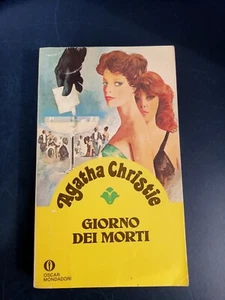 Agatha Christie
GIORNO
DEI MORTI
OSCAR
MONDADORI